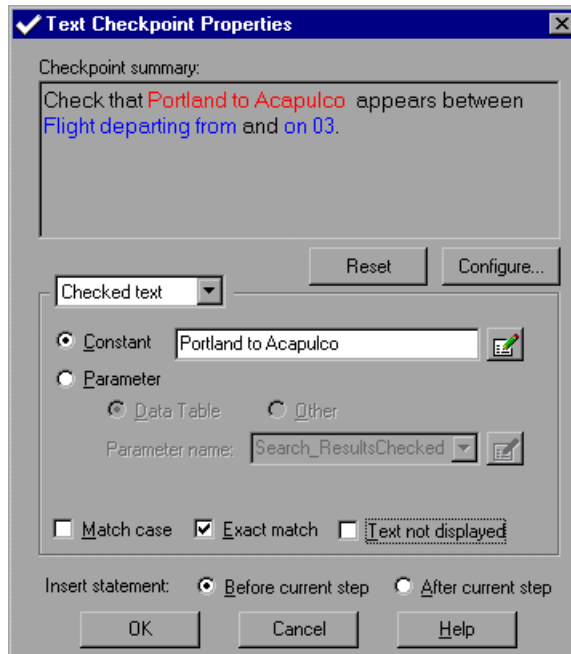 Text Checkpoint Properties
Checkpoint summary:
Check that Portland to Acapulco appears between
Flight departing from and on 03.
Reset Configure...
Checked text
Constant Portland to Acapulco
Parameter
Data Table Other
Parameter name: Search_ResultsChecked
Match case Exact match Text not displayed
Insert statement: Before current step After current step
OK Cancel Help